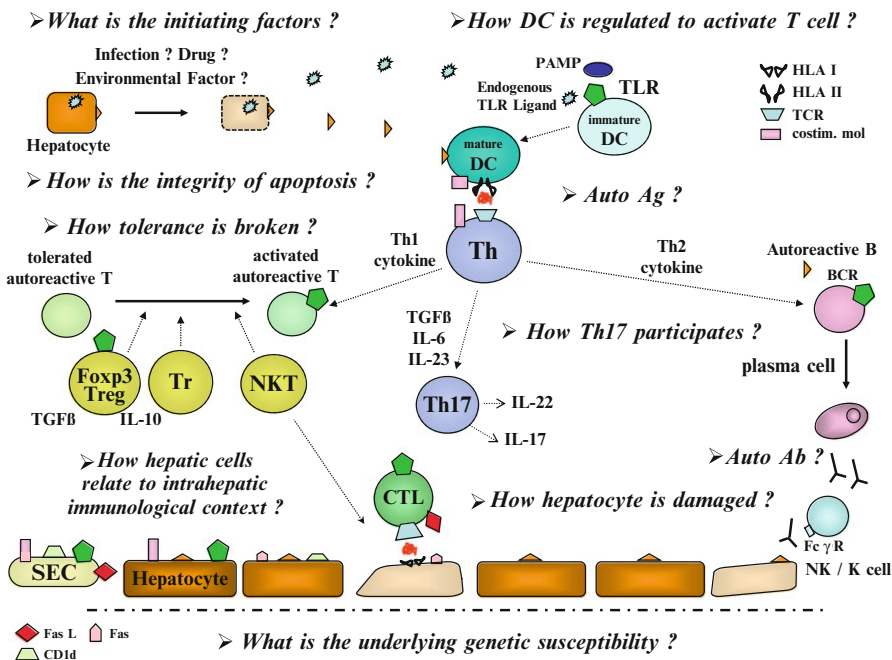 ➢What is the initiating factors ?
➢How DC is regulated to activate T cell ?
Infection ? Drug ?
Environmental Factor ?
Hepatocyte
PAMP
Endogenous
TLR Ligand
TLR
immature
DC
HLA I
HLA II
TCR
costim. mol
mature
DC
➢How is the integrity of apoptosis ?
➢ Auto Ag ?
➢ How tolerance is broken ?
tolerated
autoreactive T
activated
autoreactive T
Th1
cytokine
Th
Th2
cytokine
Autoreactive B
BCR
TGFß
IL-6
IL-23
➢ How Th17 participates ?
Foxp3
Treg
Tr
NKT
TGFß
IL-10
Th17
IL-22
IL-17
plasma cell
➢How hepatic cells
relate to intrahepatic
immunological context ?
CTL
➢ Auto Ab ?
➢ How hepatocyte is damaged ?
Fc γ R
NK / K cell
SEC
Hepatocyte
Fas L
Fas
CD1d
➢ What is the underlying genetic susceptibility ?